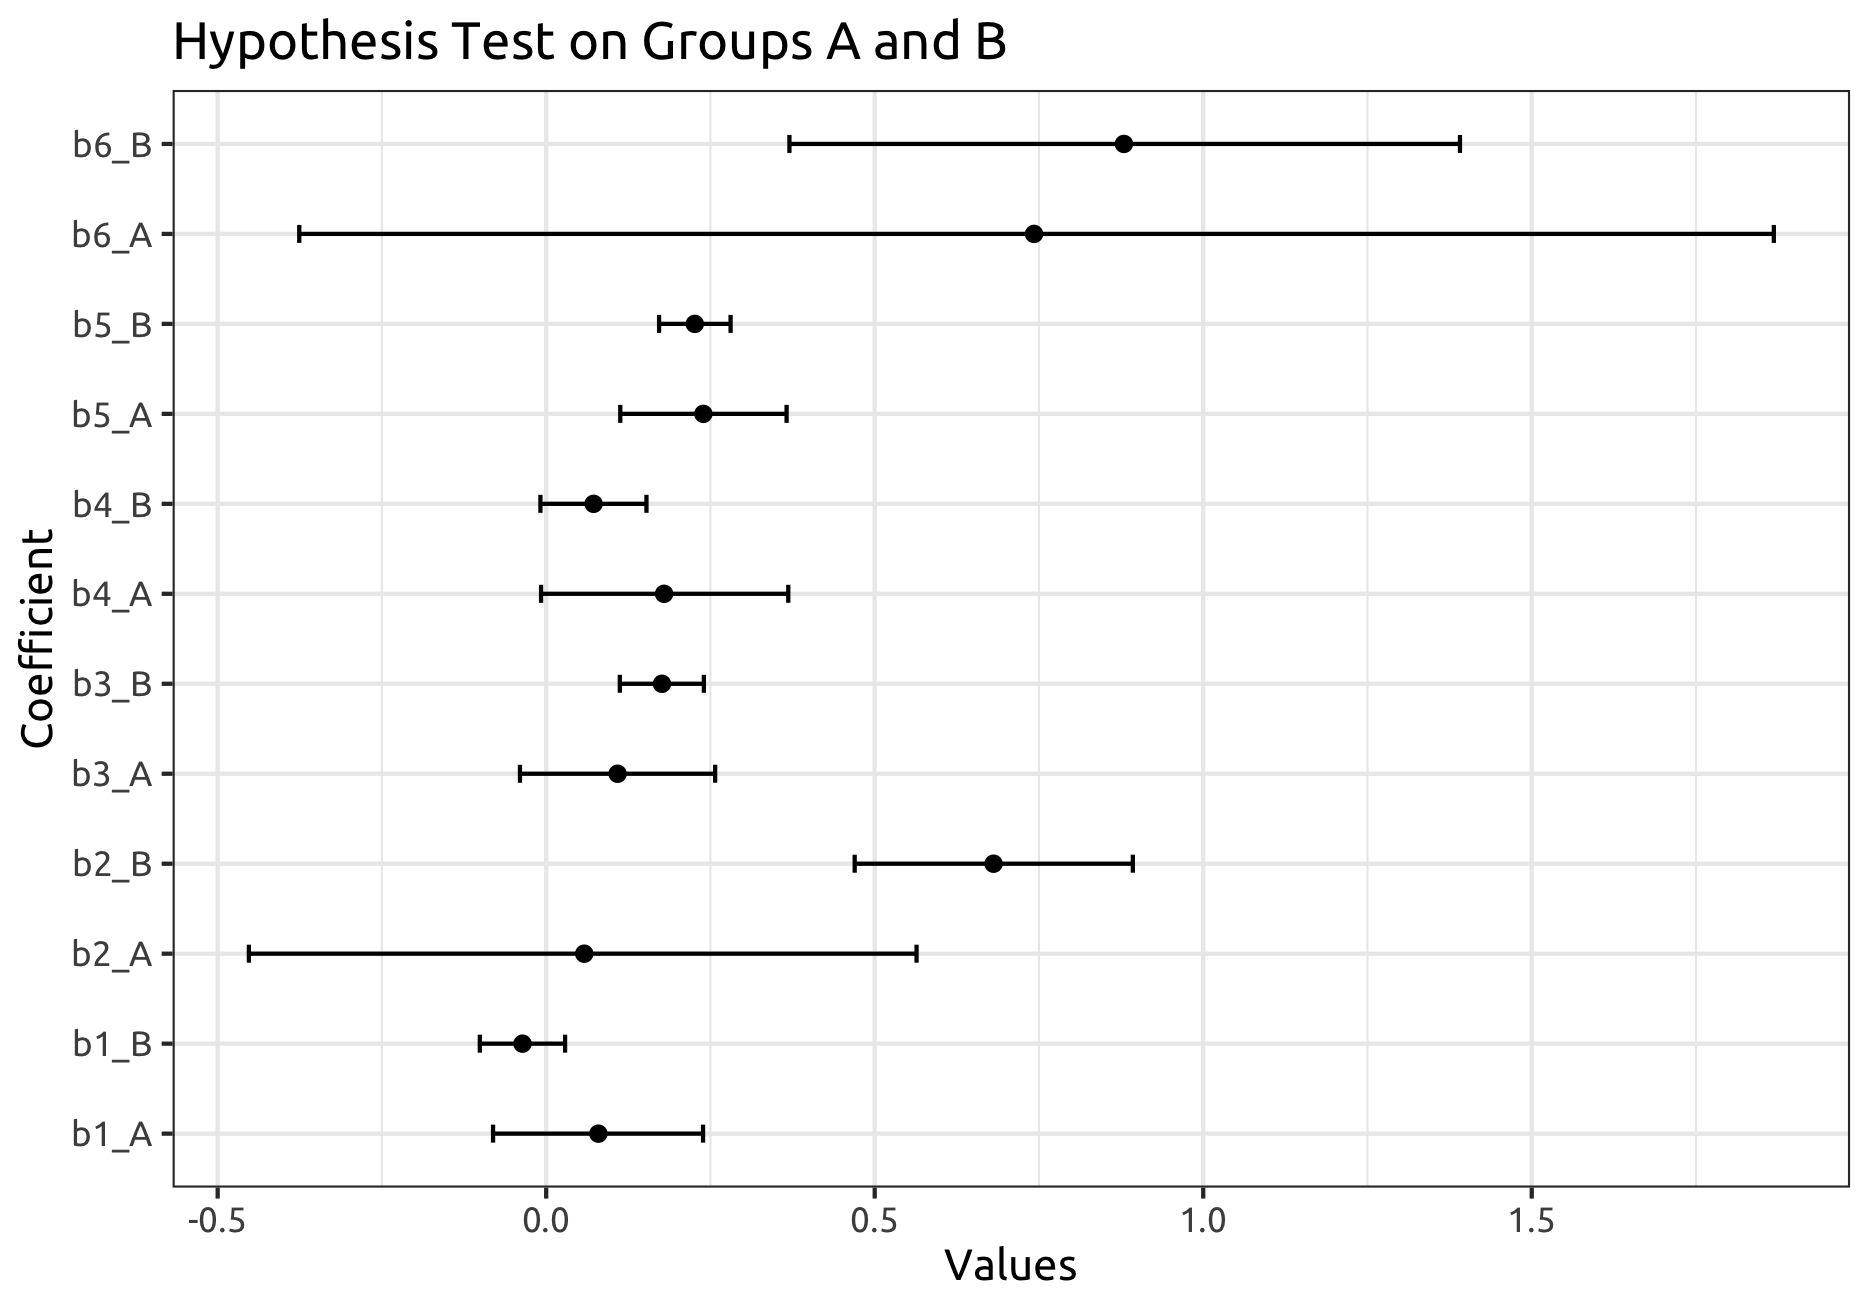 Hypothesis Test on Groups A and B
b6_B
b6_A
b5_B
b5_A
b4_B
b4_A
b3_B
b3_A
b2_B
b2_A
b1_B
b1_A
Coefficient
-0.5
0.0
0.5
1.0
1.5
Values